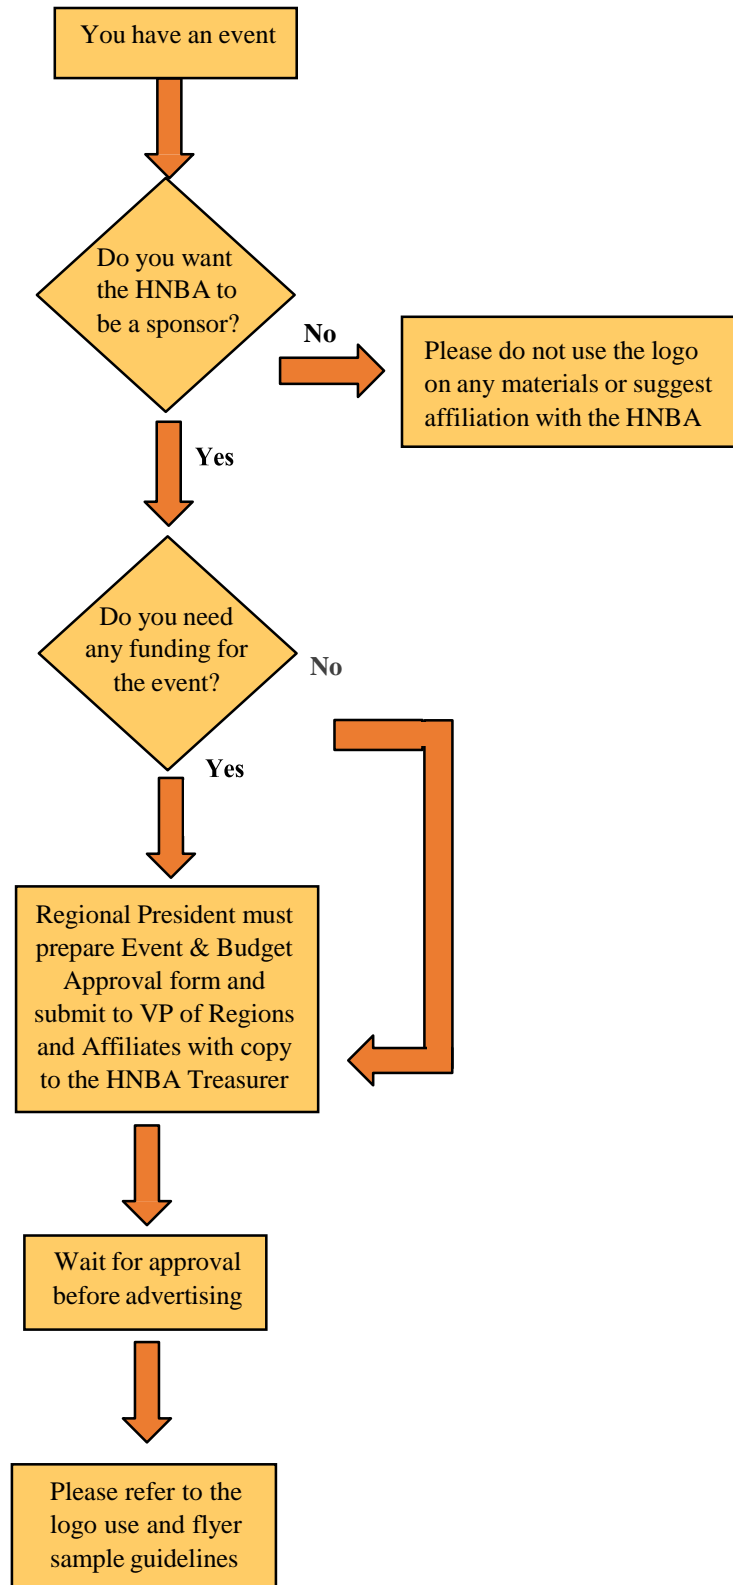 You have an event
Do you want
the HNBA to
be a sponsor?
No
Please do not use the logo
on any materials or suggest
affiliation with the HNBA
Yes
Do you need
any funding for
the event?
No
Yes
Regional President must
prepare Event & Budget
Approval form and
submit to VP of Regions
and Affiliates with copy
to the HNBA Treasurer
Wait for approval
before advertising
Please refer to the
logo use and flyer
sample guidelines